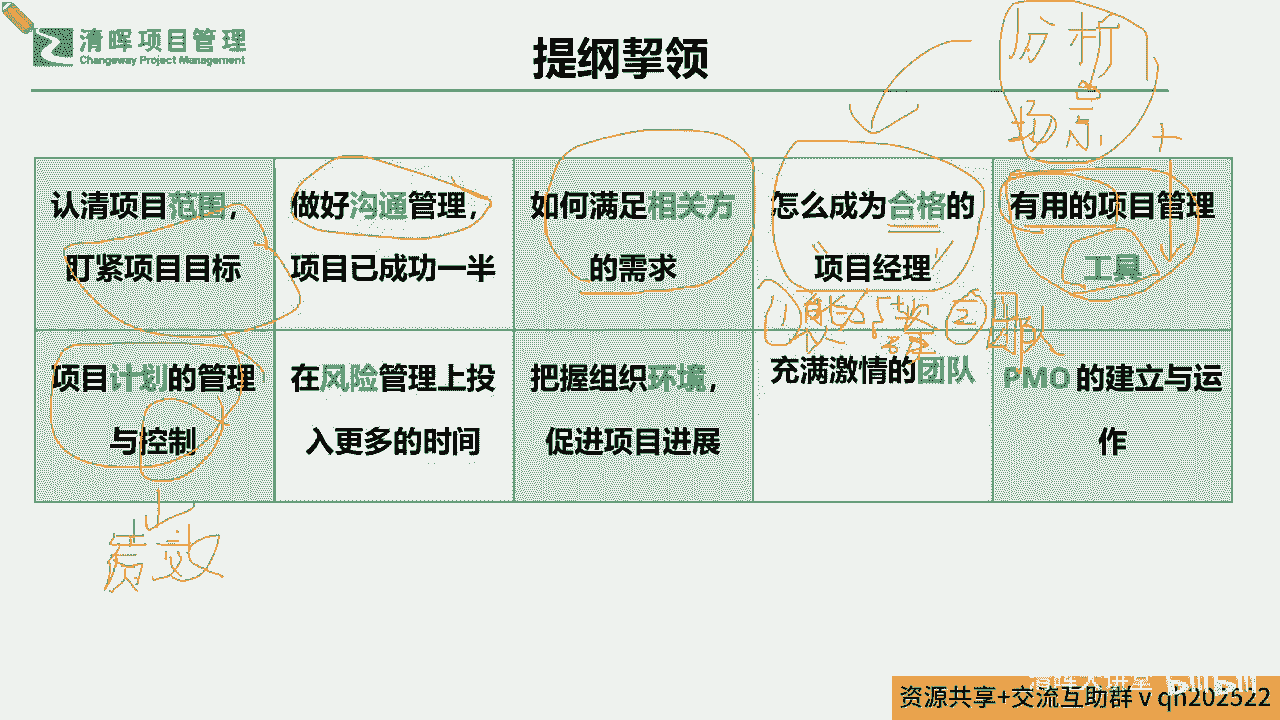 清晖项目管理
Changeway Project Management
提纲挈领
分析
场景 +
认清项目范围，
盯紧项目目标
做好沟通管理，
项目已成功一半
如何满足相关方
的需求
怎么成为合格的
项目经理
有用的项目管理
工具
① ②团队
项目计划的管理
与控制
在风险管理上投
入更多的时间
把握组织环境，
促进项目进展
充满激情的团队
PMO 的建立与运
作
绩效
清晖大讲堂 bilibili
资源共享+交流互助群 v qh202522